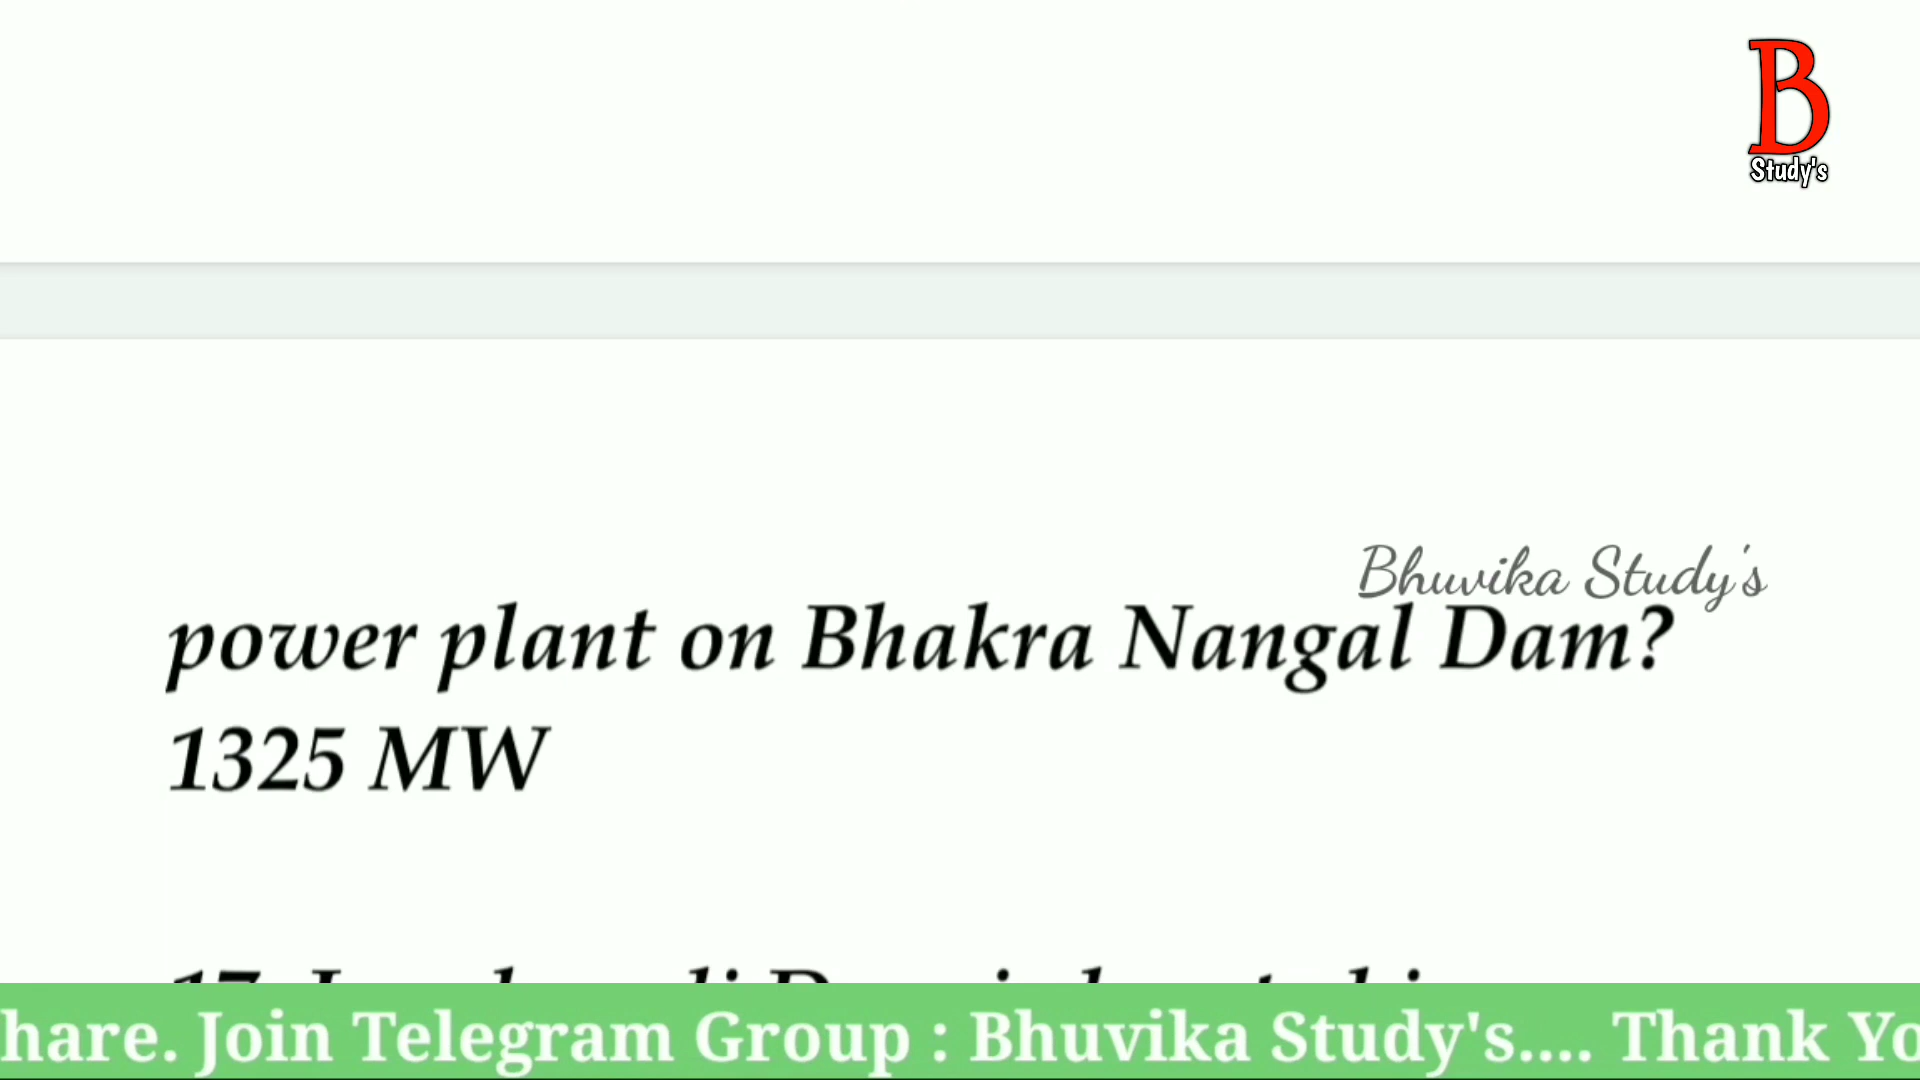 B
Study's
Bhuvika Study's
power plant on Bhakra Nangal Dam?
1325 MW
hare. Join Telegram Group : Bhuvika Study's.... Thank Yo